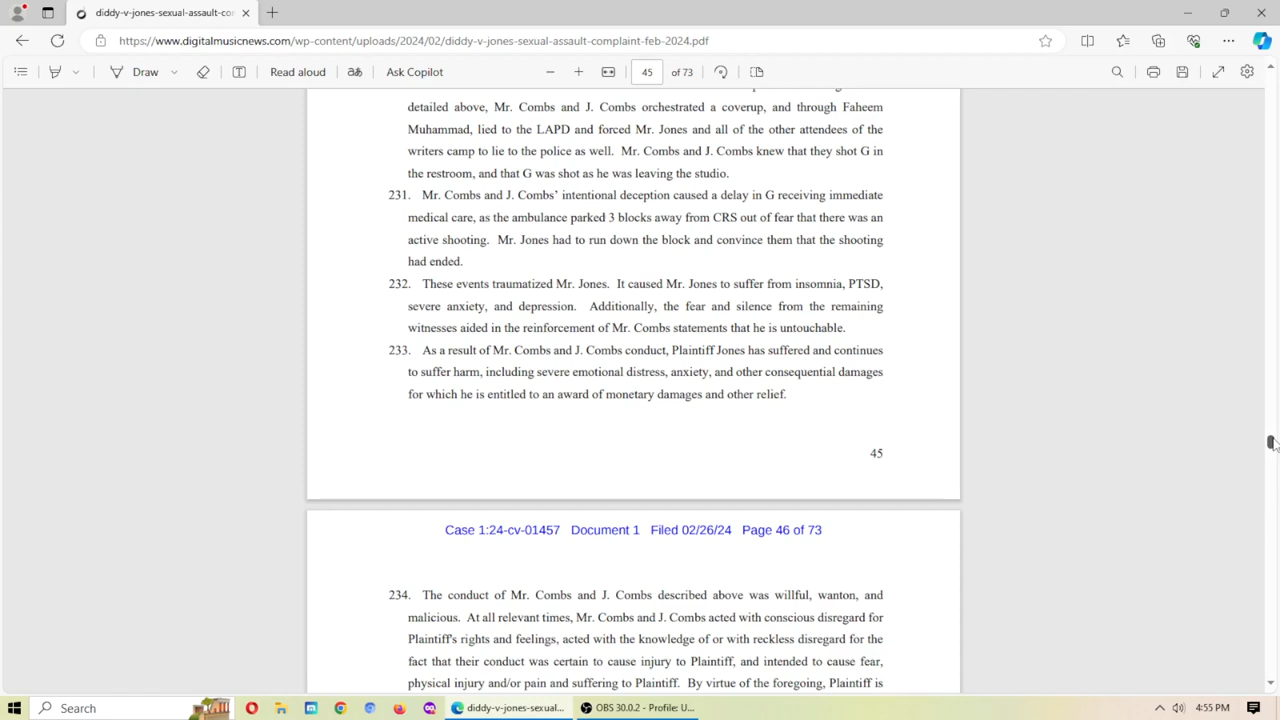 diddy-v-jones-sexual-assault-co
https://www.digitalmusicnews.com/wp-content/uploads/2024/02/diddy-v-jones-sexual-assault-complaint-feb-2024.pdf
Draw
Read aloud
Ask Copilot
45 of 73
detailed above, Mr. Combs and J. Combs orchestrated a coverup, and through Faheem
Muhammad, lied to the LAPD and forced Mr. Jones and all of the other attendees of the
writers camp to lie to the police as well. Mr. Combs and J. Combs knew that they shot G in
the restroom, and that G was shot as he was leaving the studio.
231. Mr. Combs and J. Combs’ intentional deception caused a delay in G receiving immediate
medical care, as the ambulance parked 3 blocks away from CRS out of fear that there was an
active shooting. Mr. Jones had to run down the block and convince them that the shooting
had ended.
232. These events traumatized Mr. Jones. It caused Mr. Jones to suffer from insomnia, PTSD,
severe anxiety, and depression. Additionally, the fear and silence from the remaining
witnesses aided in the reinforcement of Mr. Combs statements that he is untouchable.
233. As a result of Mr. Combs and J. Combs conduct, Plaintiff Jones has suffered and continues
to suffer harm, including severe emotional distress, anxiety, and other consequential damages
for which he is entitled to an award of monetary damages and other relief.
45
Case 1:24-cv-01457 Document 1 Filed 02/26/24 Page 46 of 73
234. The conduct of Mr. Combs and J. Combs described above was willful, wanton, and
malicious. At all relevant times, Mr. Combs and J. Combs acted with conscious disregard for
Plaintiff's rights and feelings, acted with the knowledge of or with reckless disregard for the
fact that their conduct was certain to cause injury to Plaintiff, and intended to cause fear,
physical injury and/or pain and suffering to Plaintiff. By virtue of the foregoing, Plaintiff is
Search
diddy-v-jones-sexual...
OBS 30.0.2 - Profile: U...
4:55 PM